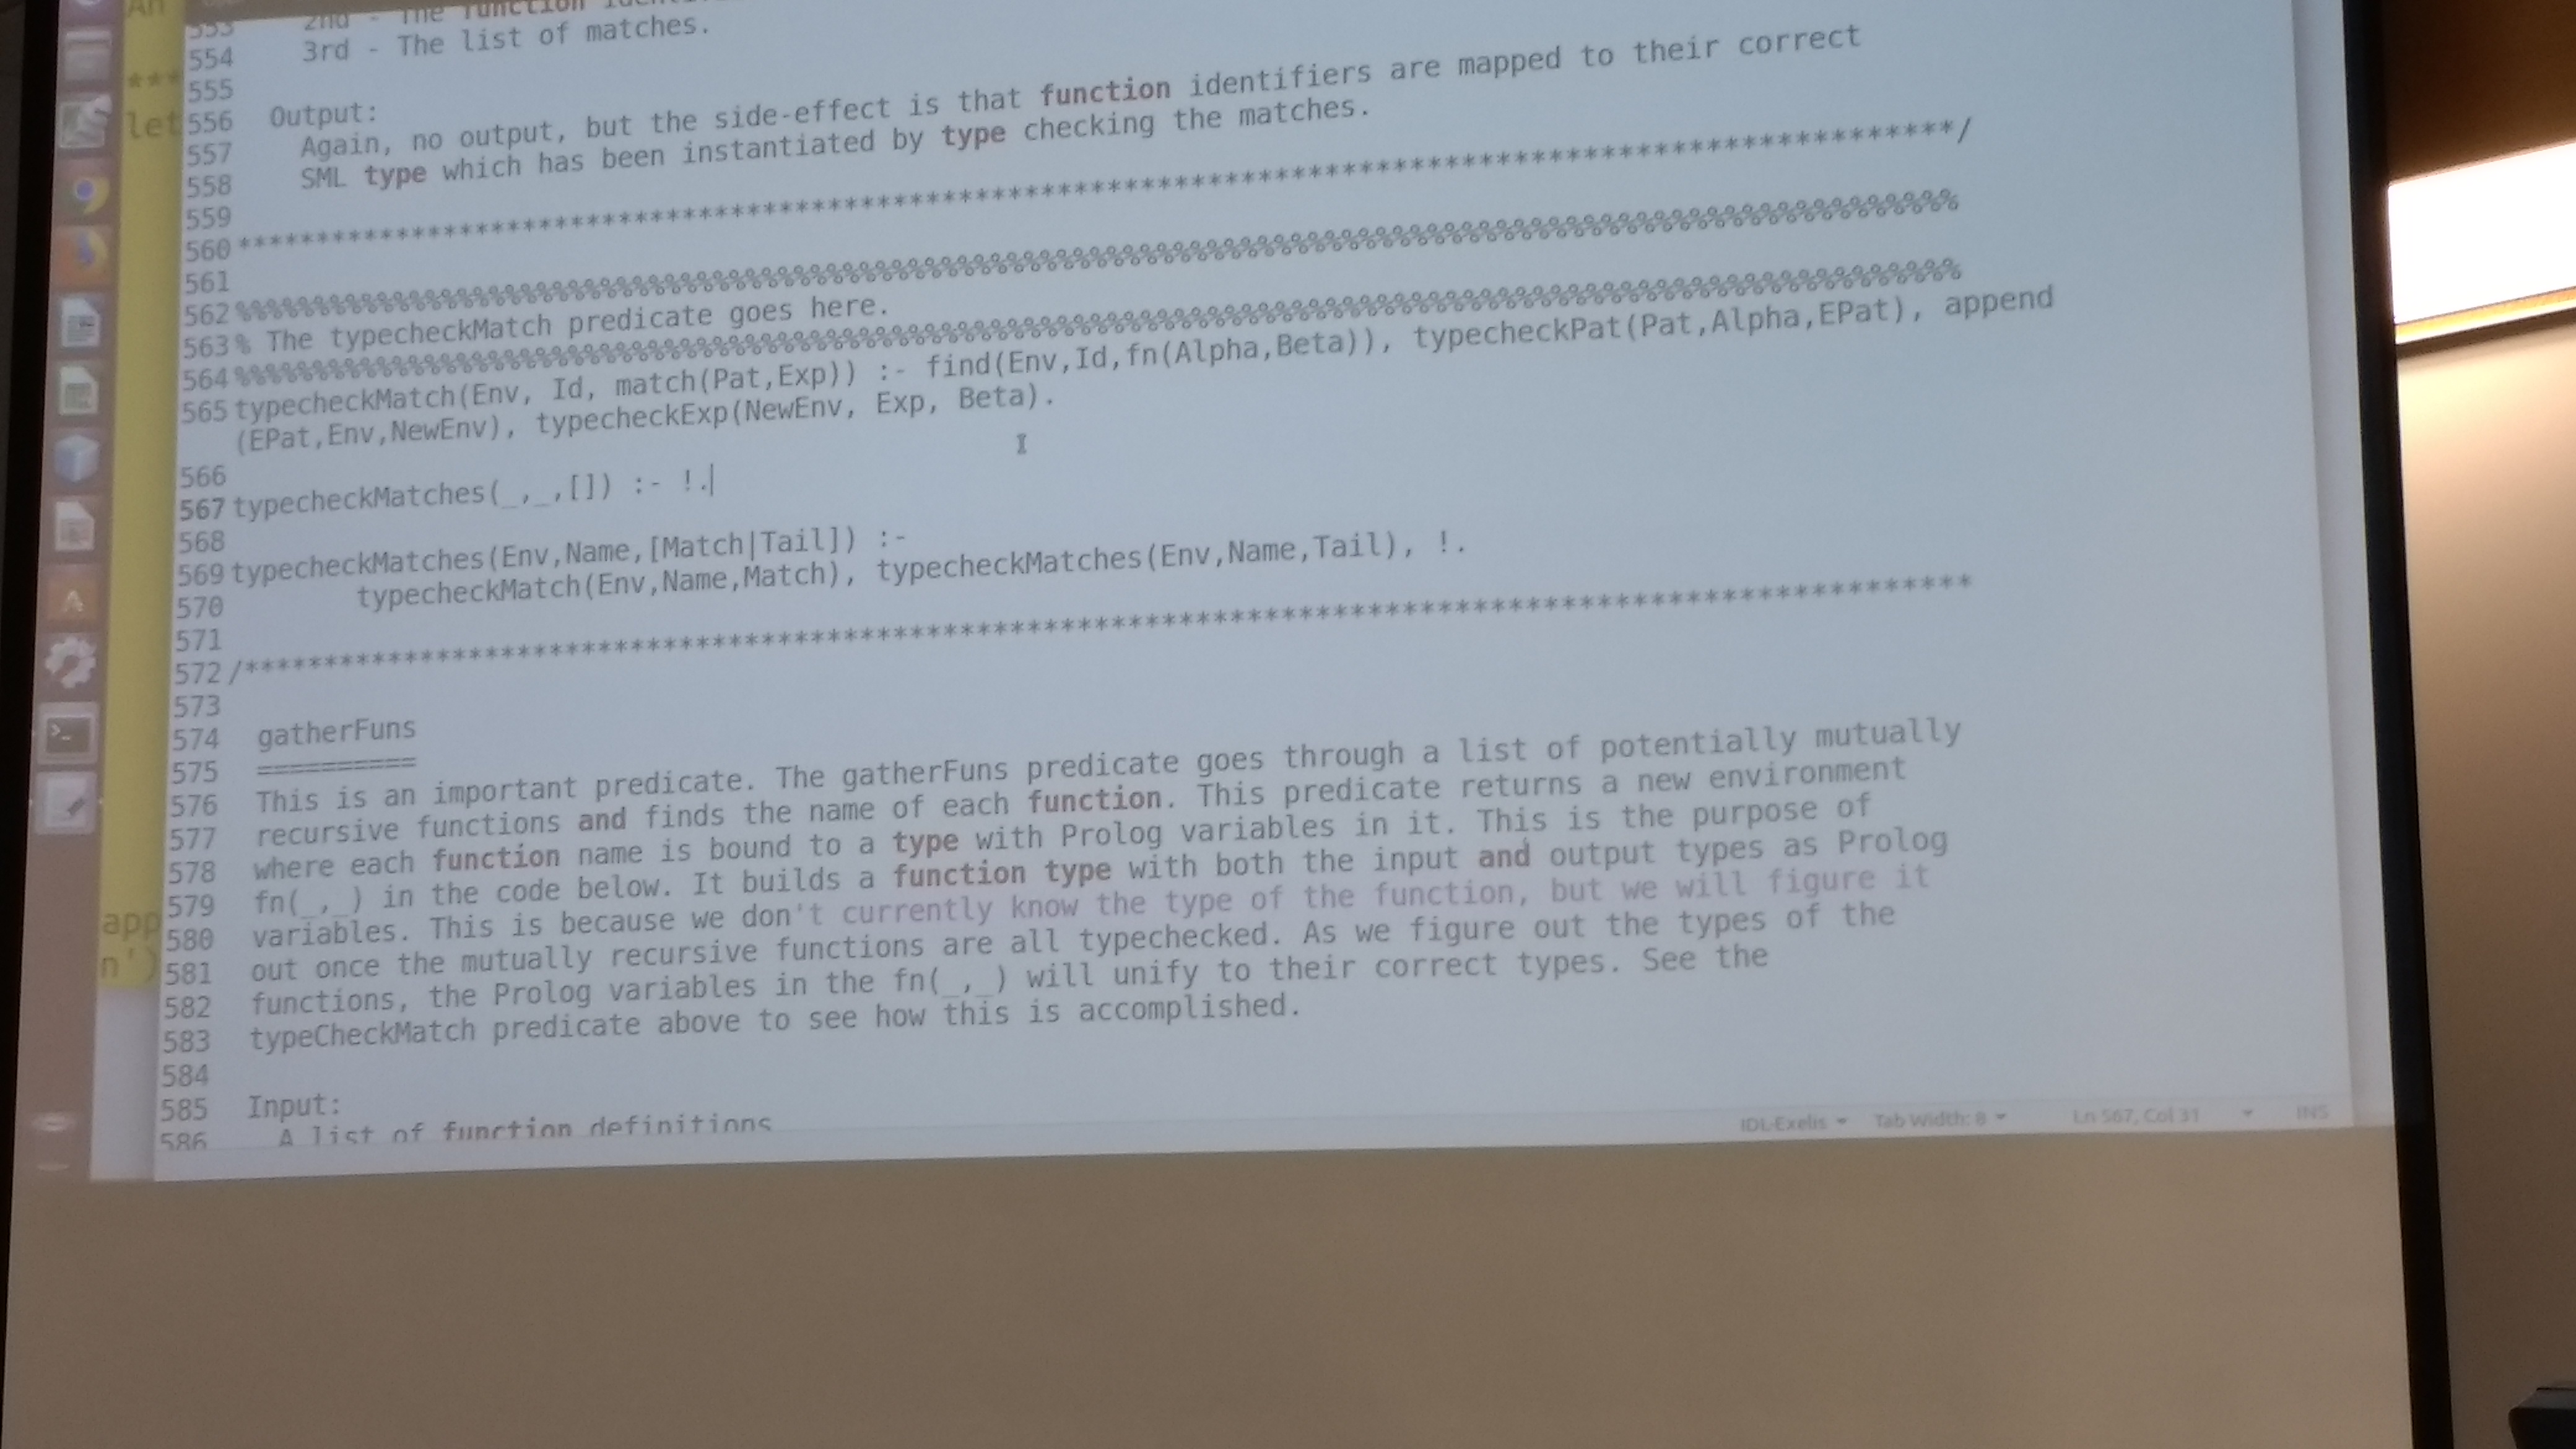 An
553 2nd - The function
554 3rd - The list of matches.
***
555
let
556 Output:
557 Again, no output, but the side-effect is that function identifiers are mapped to their correct
558 SML type which has been instantiated by type checking the matches.
559
560 *************************************************************************************************************/
561
562 %%%%%%%%%%%%%%%%%%%%%%%%%%%%%%%%%%%%%%%%%%%%%%%%%%%%%%%%%%%%%%%%%%%%%%%%%%%%%%%%%%%%%%%%%%%%%%%%%%%%%%%%%%%%%%
563 % The typecheckMatch predicate goes here.
564 %%%%%%%%%%%%%%%%%%%%%%%%%%%%%%%%%%%%%%%%%%%%%%%%%%%%%%%%%%%%%%%%%%%%%%%%%%%%%%%%%%%%%%%%%%%%%%%%%%%%%%%%%%%%%%
565 typecheckMatch(Env, Id, match(Pat,Exp)) :- find(Env,Id,fn(Alpha,Beta)), typecheckPat(Pat,Alpha,EPat), append
(EPat,Env,NewEnv), typecheckExp(NewEnv, Exp, Beta).
566
567 typecheckMatches(_,_,[]) :- !.
568
569 typecheckMatches(Env,Name,[Match|Tail]) :-
570 typecheckMatch(Env,Name,Match), typecheckMatches(Env,Name,Tail), !.
571
572 /*************************************************************************************************************
573
574 gatherFuns
575 ==========
576 This is an important predicate. The gatherFuns predicate goes through a list of potentially mutually
577 recursive functions and finds the name of each function. This predicate returns a new environment
578 where each function name is bound to a type with Prolog variables in it. This is the purpose of
579 fn(_,_) in the code below. It builds a function type with both the input and output types as Prolog
app
580 variables. This is because we don't currently know the type of the function, but we will figure it
n')
581 out once the mutually recursive functions are all typechecked. As we figure out the types of the
582 functions, the Prolog variables in the fn(_,_) will unify to their correct types. See the
583 typeCheckMatch predicate above to see how this is accomplished.
584
585 Input:
586 A list of function definitions
IDL-Exelis Tab Width: 8 Ln 567, Col 31 INS